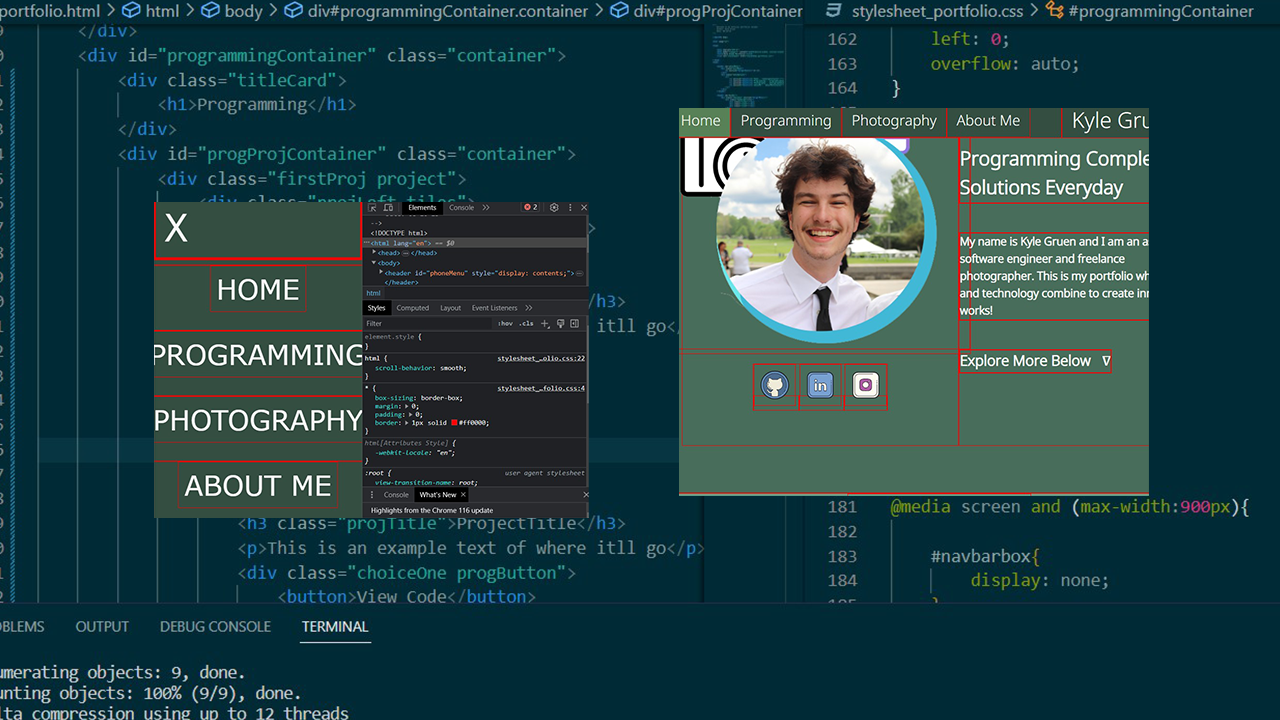 portfolio.html > html > body > div#programmingContainer.container > div#progProjContainer
</div>
<div id="programmingContainer" class="container">
<div class="titleCard">
<h1>Programming</h1>
</div>
<div id="progProjContainer" class="container">
<div class="firstProj project">
X
HOME
PROGRAMMING
PHOTOGRAPHY
ABOUT ME
Elements Console >> 2
-->
<!DOCTYPE html>
<html lang="en"> == $0
<head> </head>
<body>
<header id="phoneMenu" style="display: contents;">
</header>
html
Styles Computed Layout Event Listeners >>
Filter :hov .cls
element.style {
}
html { stylesheet_…olio.css:22
scroll-behavior: smooth;
}
* { stylesheet_…folio.css:4
box-sizing: border-box;
margin: 0;
padding: 0;
border: 1px solid #ff0000;
}
html[Attributes Style] {
-webkit-locale: "en";
}
:root { user agent stylesheet
view-transition-name: root;
Console What's New ×
Highlights from the Chrome 116 update
</h3>
itll go</
<h3 class="projTitle">ProjectTitle</h3>
<p>This is an example text of where itll go</p>
<div class="choiceOne progButton">
<button>View Code</button>
stylesheet_portfolio.css > #programmingContainer
162 left: 0;
163 overflow: auto;
164 }
Home Programming Photography About Me Kyle Gru
Programming Comple
Solutions Everyday
My name is Kyle Gruen and I am an a
software engineer and freelance
photographer. This is my portfolio wh
and technology combine to create inn
works!
Explore More Below
in
181 @media screen and (max-width:900px){
182
183 #navbarbox{
184 display: none;
OBLEMS OUTPUT DEBUG CONSOLE TERMINAL
umerating objects: 9, done.
unting objects: 100% (9/9), done.
lta compression using up to 12 threads